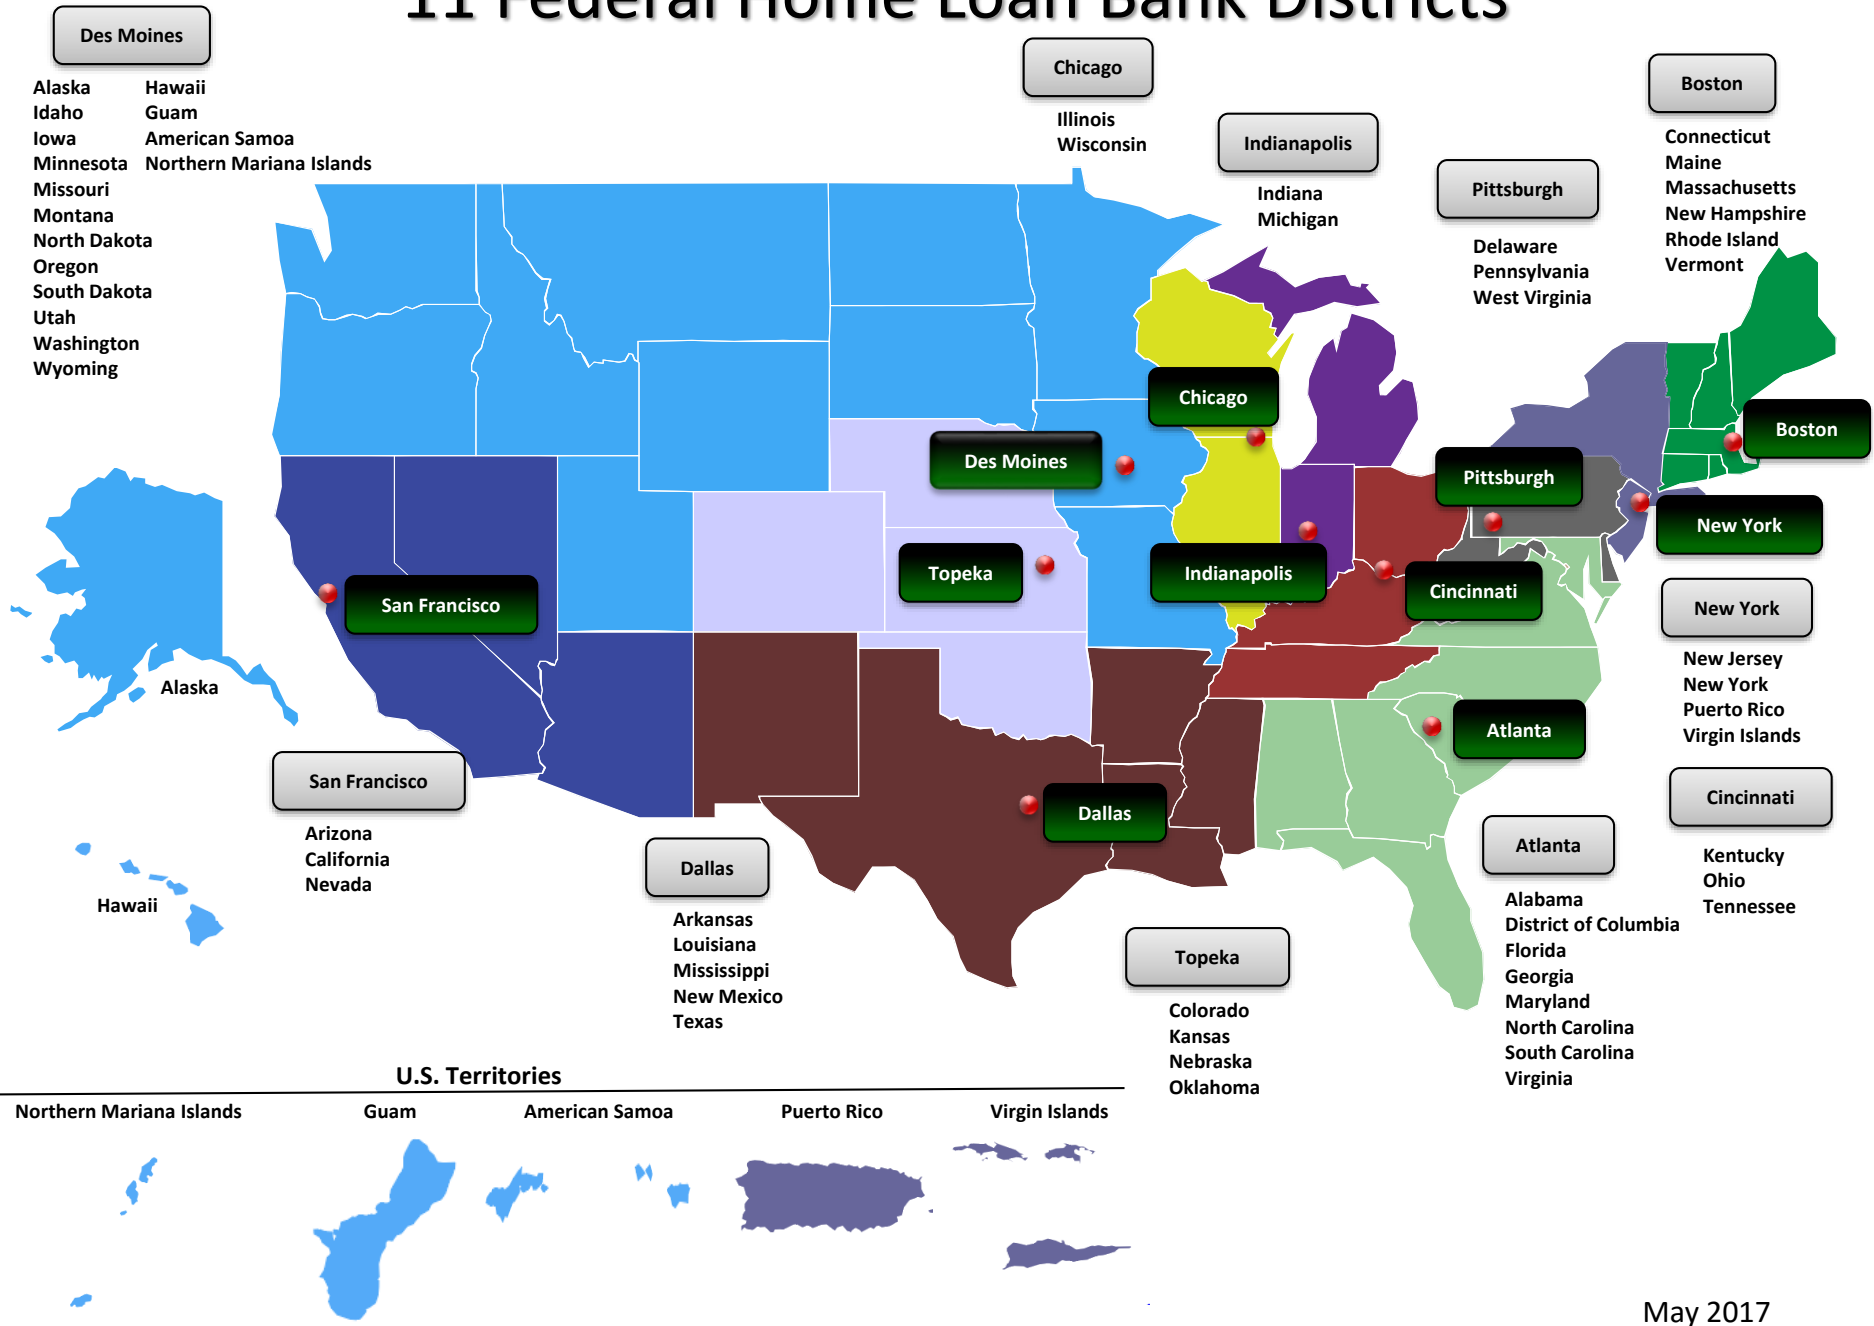 11 Federal Home Loan Bank Districts
Des Moines
Alaska
Idaho
Iowa
Minnesota
Missouri
Montana
North Dakota
Oregon
South Dakota
Utah
Washington
Wyoming
Hawaii
Guam
American Samoa
Northern Mariana Islands
Chicago
Illinois
Wisconsin
Indianapolis
Indiana
Michigan
Pittsburgh
Delaware
Pennsylvania
West Virginia
Boston
Connecticut
Maine
Massachusetts
New Hampshire
Rhode Island
Vermont
Chicago
Boston
Des Moines
Pittsburgh
New York
Topeka
Indianapolis
Cincinnati
San Francisco
Atlanta
Dallas
New York
New Jersey
New York
Puerto Rico
Virgin Islands
Alaska
San Francisco
Arizona
California
Nevada
Hawaii
Dallas
Arkansas
Louisiana
Mississippi
New Mexico
Texas
Cincinnati
Kentucky
Ohio
Tennessee
Atlanta
Alabama
District of Columbia
Florida
Georgia
Maryland
North Carolina
South Carolina
Virginia
Topeka
Colorado
Kansas
Nebraska
Oklahoma
U.S. Territories
Northern Mariana Islands
Guam
American Samoa
Puerto Rico
Virgin Islands
May 2017